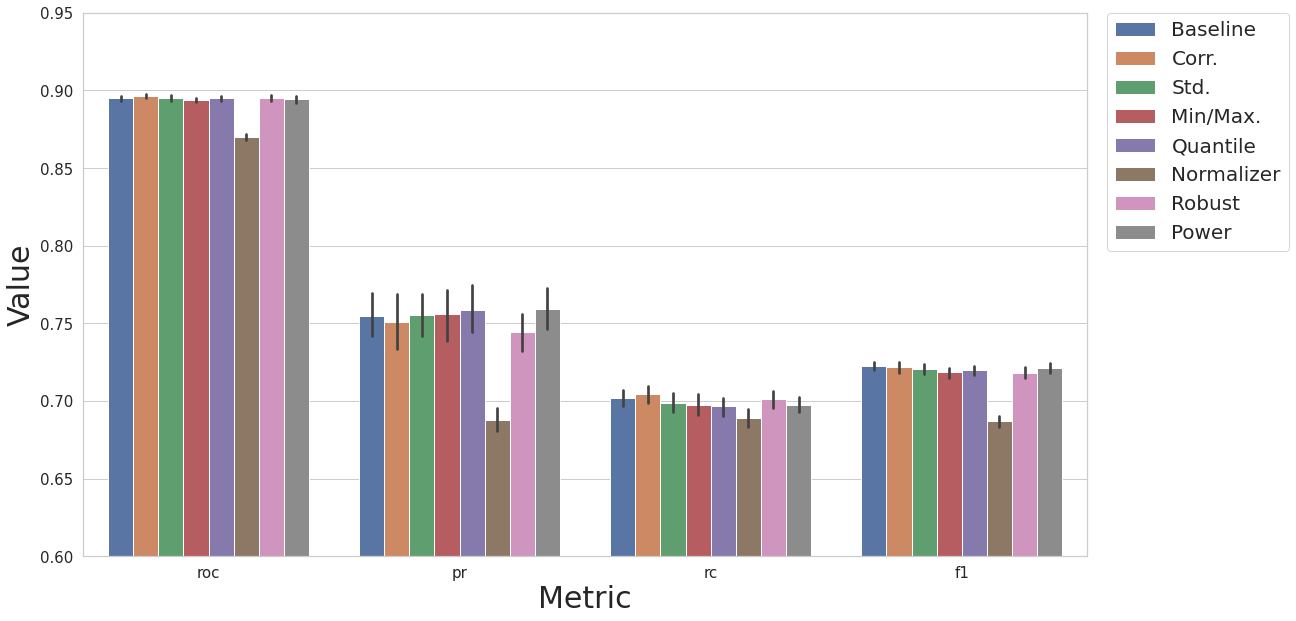 0.95
0.90
0.85
0.80
0.75
0.70
0.65
0.60
Value
roc
pr
rc
f1
Metric
Baseline
Corr.
Std.
Min/Max.
Quantile
Normalizer
Robust
Power